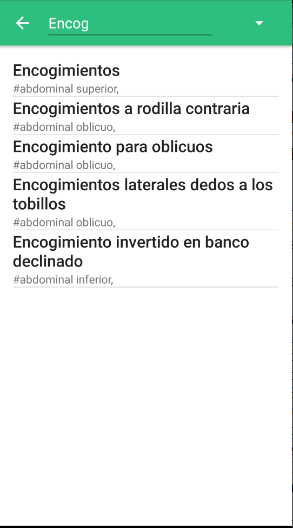 Encog
Encogimientos
#abdominal superior,
Encogimientos a rodilla contraria
#abdominal oblicuo,
Encogimiento para oblicuos
#abdominal oblicuo,
Encogimientos laterales dedos a los
tobillos
#abdominal oblicuo,
Encogimiento invertido en banco
declinado
#abdominal inferior,